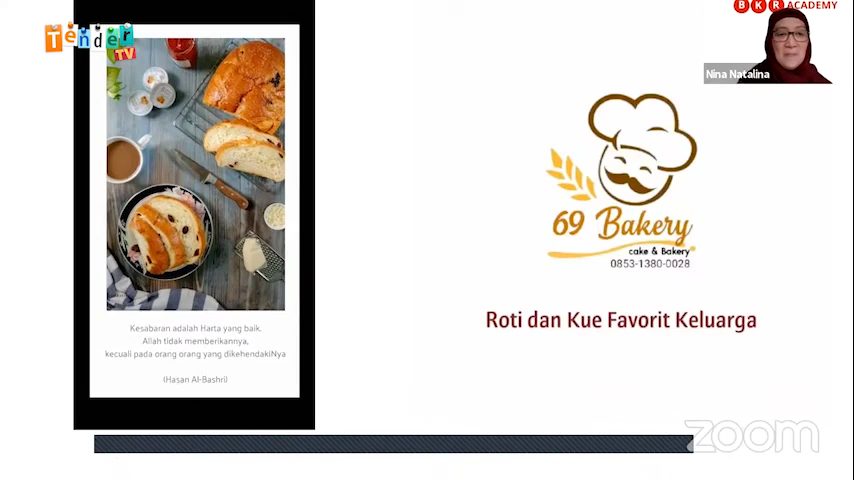 Tender
TV
BKR ACADEMY
Nina Natalina
69 Bakery
cake & Bakery
0853-1380-0028
Roti dan Kue Favorit Keluarga
Kesabaran adalah Harta yang baik.
Allah tidak memberikannya,
kecuali pada orang orang yang dikehendakiNya
(Hasan Al-Bashri)
zoom